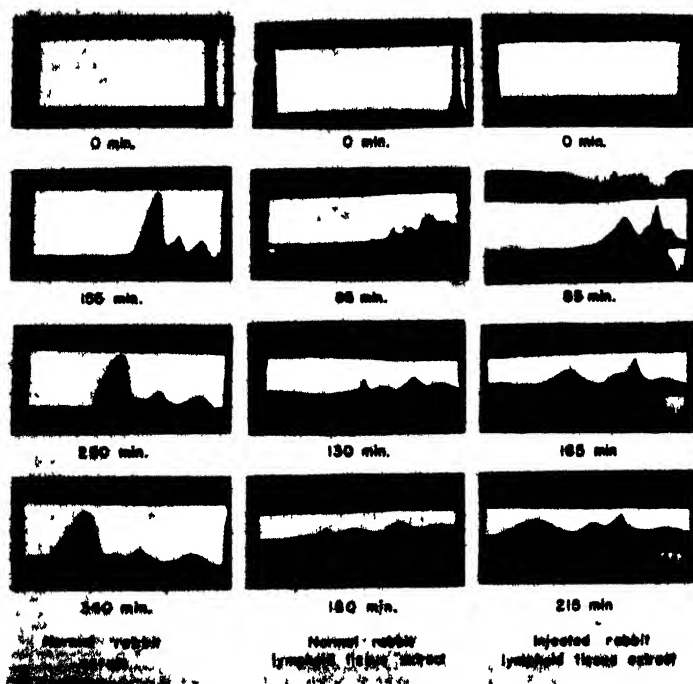 0 min.
0 min.
0 min.
155 min.
85 min.
85 min.
250 min.
130 min.
165 min
340 min.
180 min.
215 min
Normal rabbit
Normal rabbit
Injected rabbit
lymphoid tissue extract
lymphoid tissue extract